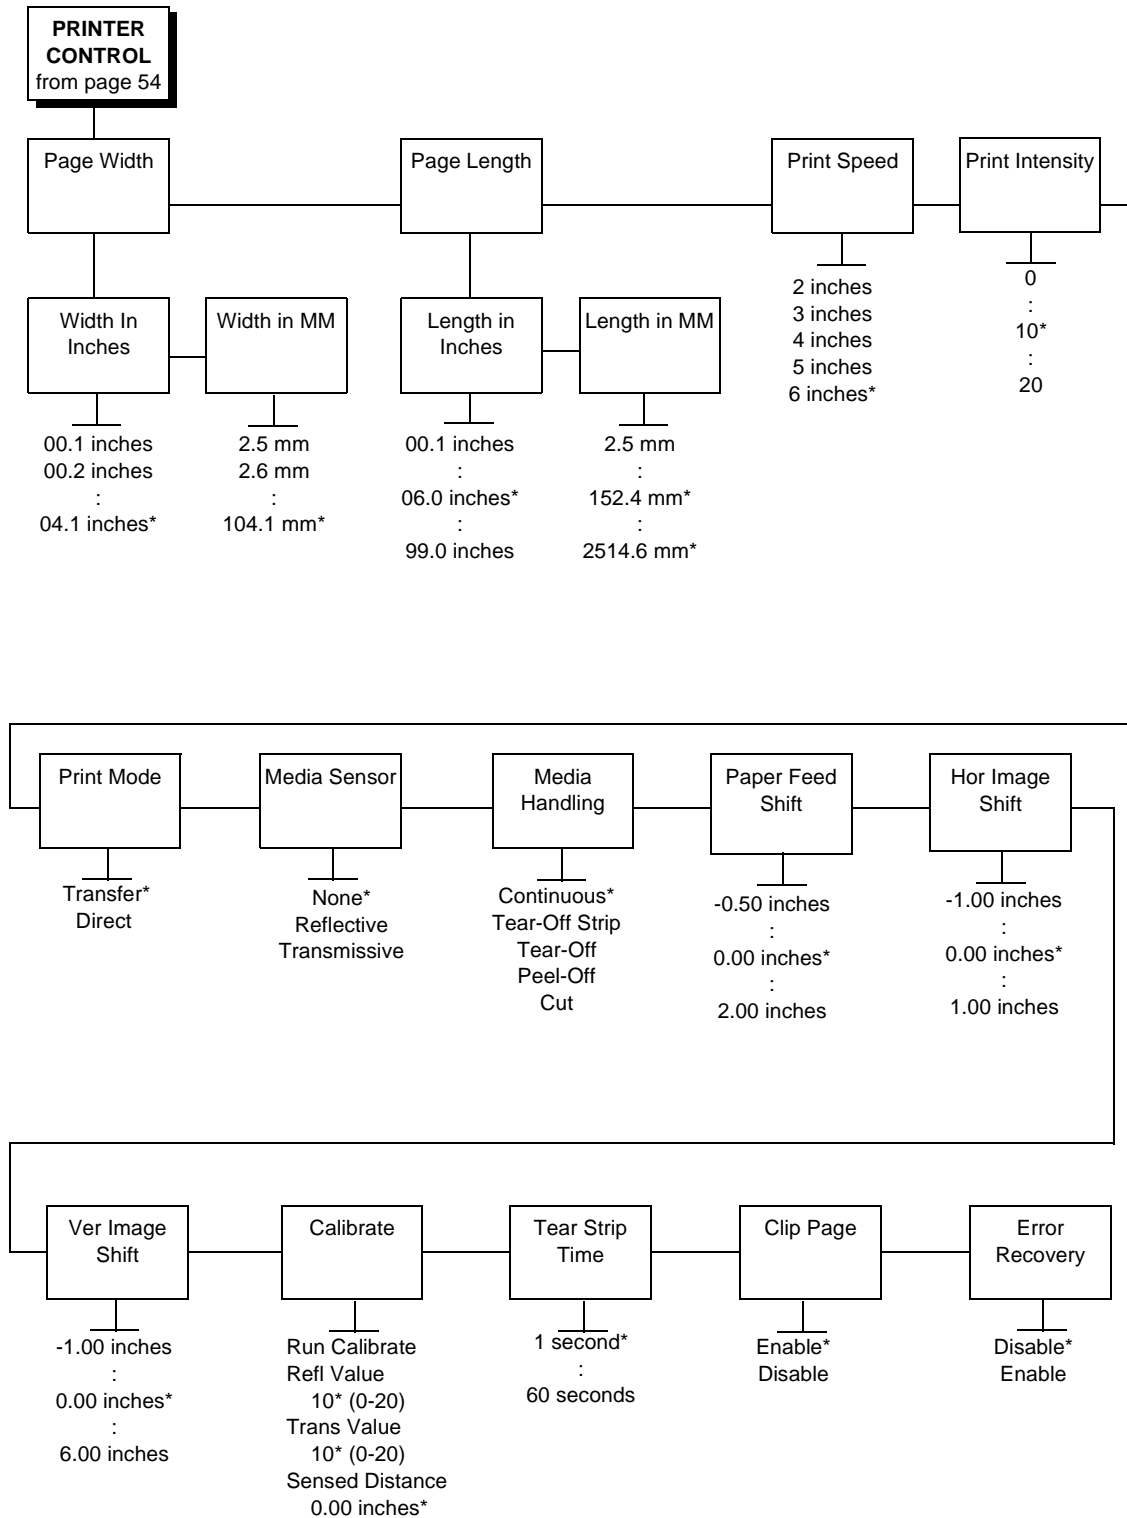 PRINTER
CONTROL
from page 54
Page Width
Page Length
Print Speed
Print Intensity
Width In
Inches
Width in MM
Length in
Inches
Length in MM
00.1 inches
00.2 inches
:
04.1 inches*
2.5 mm
2.6 mm
:
104.1 mm*
00.1 inches
:
06.0 inches*
:
99.0 inches
2.5 mm
:
152.4 mm*
:
2514.6 mm*
2 inches
3 inches
4 inches
5 inches
6 inches*
0
:
10*
:
20
Print Mode
Media Sensor
Media
Handling
Paper Feed
Shift
Hor Image
Shift
Transfer*
Direct
None*
Reflective
Transmissive
Continuous*
Tear-Off Strip
Tear-Off
Peel-Off
Cut
-0.50 inches
:
0.00 inches*
:
2.00 inches
-1.00 inches
:
0.00 inches*
:
1.00 inches
Ver Image
Shift
Calibrate
Tear Strip
Time
Clip Page
Error
Recovery
-1.00 inches
:
0.00 inches*
:
6.00 inches
Run Calibrate
Refl Value
10* (0-20)
Trans Value
10* (0-20)
Sensed Distance
0.00 inches*
1 second*
:
60 seconds
Enable*
Disable
Disable*
Enable